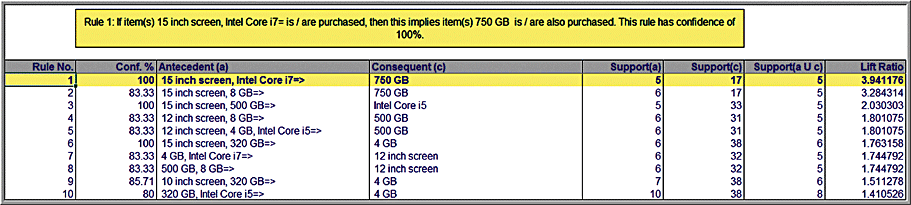 Rule 1: If item(s) 15 inch screen, Intel Core i7= is / are purchased, then this implies item(s) 750 GB is / are also purchased. This rule has confidence of
100%.
Rule No. Conf. % Antecedent (a) Consequent (c) Support(a) Support(c) Support(a U c) Lift Ratio
1 100 15 inch screen, Intel Core i7=> 750 GB 5 17 5 3.941176
2 83.33 15 inch screen, 8 GB=> 750 GB 6 17 5 3.284314
3 100 15 inch screen, 500 GB=> Intel Core i5 5 33 5 2.030303
4 83.33 12 inch screen, 8 GB=> 500 GB 6 31 5 1.801075
5 83.33 12 inch screen, 4 GB, Intel Core i5=> 500 GB 6 31 5 1.801075
6 100 15 inch screen, 320 GB=> 4 GB 6 38 6 1.763158
7 83.33 4 GB, Intel Core i7=> 12 inch screen 6 32 5 1.744792
8 83.33 500 GB, 8 GB=> 12 inch screen 6 32 5 1.744792
9 85.71 10 inch screen, 320 GB=> 4 GB 7 38 6 1.511278
10 80 320 GB, Intel Core i5=> 4 GB 10 38 8 1.410526